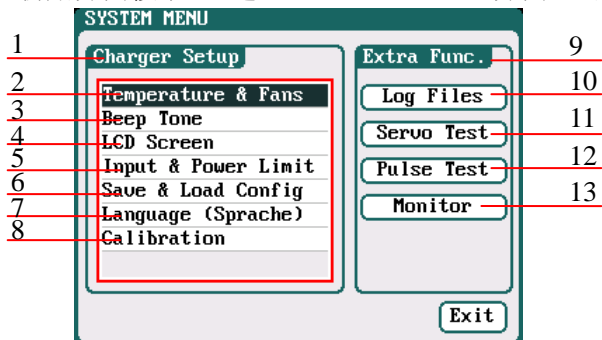 SYSTEM MENU
1
Charger Setup
2
Temperature & Fans
3
Beep Tone
4
LCD Screen
5
Input & Power Limit
6
Save & Load Config
7
Language (Sprache)
8
Calibration
Extra Func.
9
Log Files
10
Servo Test
11
Pulse Test
12
Monitor
13
Exit